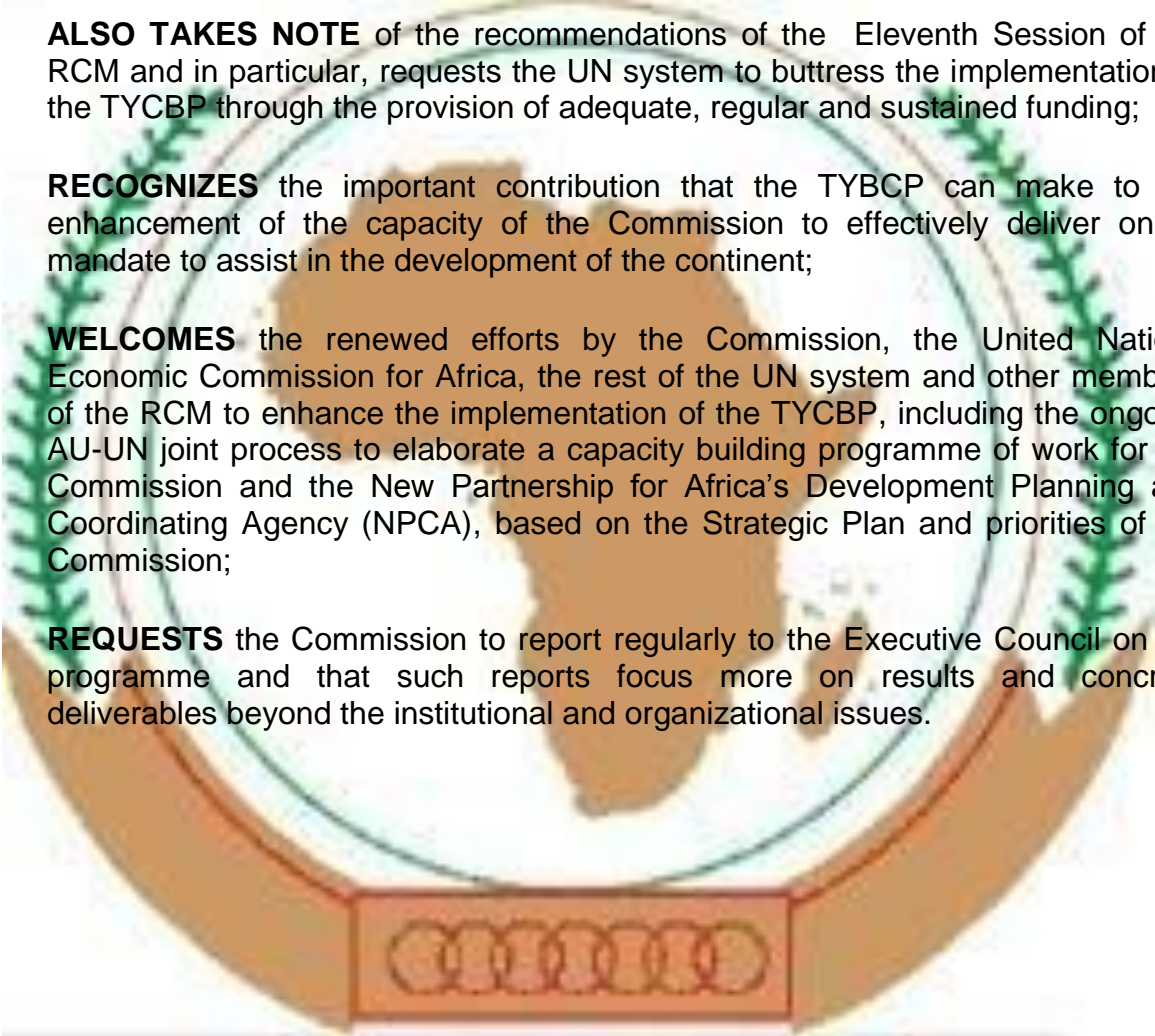 ALSO TAKES NOTE of the recommendations of the Eleventh Session of
RCM and in particular, requests the UN system to buttress the implementation
the TYCBP through the provision of adequate, regular and sustained funding;
RECOGNIZES the important contribution that the TYBCP can make to
enhancement of the capacity of the Commission to effectively deliver on
mandate to assist in the development of the continent;
WELCOMES the renewed efforts by the Commission, the United Natio
Economic Commission for Africa, the rest of the UN system and other memb
of the RCM to enhance the implementation of the TYCBP, including the ongo
AU-UN joint process to elaborate a capacity building programme of work for
Commission and the New Partnership for Africa’s Development Planning a
Coordinating Agency (NPCA), based on the Strategic Plan and priorities of
Commission;
REQUESTS the Commission to report regularly to the Executive Council on
programme and that such reports focus more on results and concr
deliverables beyond the institutional and organizational issues.